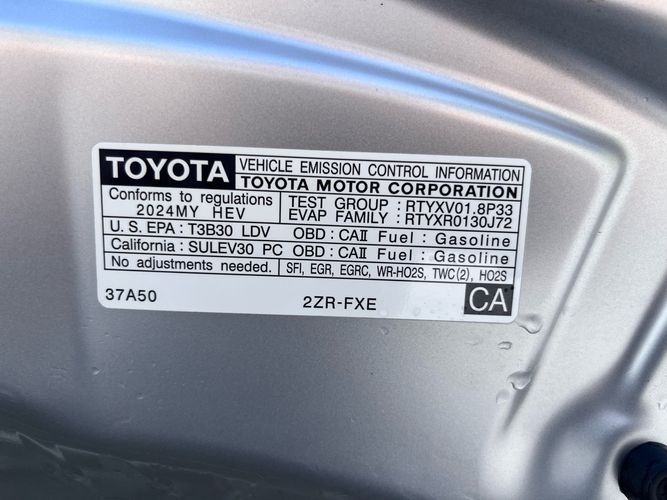 TOYOTA VEHICLE EMISSION CONTROL INFORMATION
TOYOTA MOTOR CORPORATION
Conforms to regulations
2024MY HEV
TEST GROUP : RTYXV01.8P33
EVAP FAMILY : RTYXR0130J72
U. S. EPA : T3B30 LDV OBD : CAII Fuel : Gasoline
California : SULEV30 PC OBD : CAII Fuel : Gasoline
No adjustments needed. SFI, EGR, EGRC, WR-HO2S, TWC(2), HO2S
37A50 2ZR-FXE CA